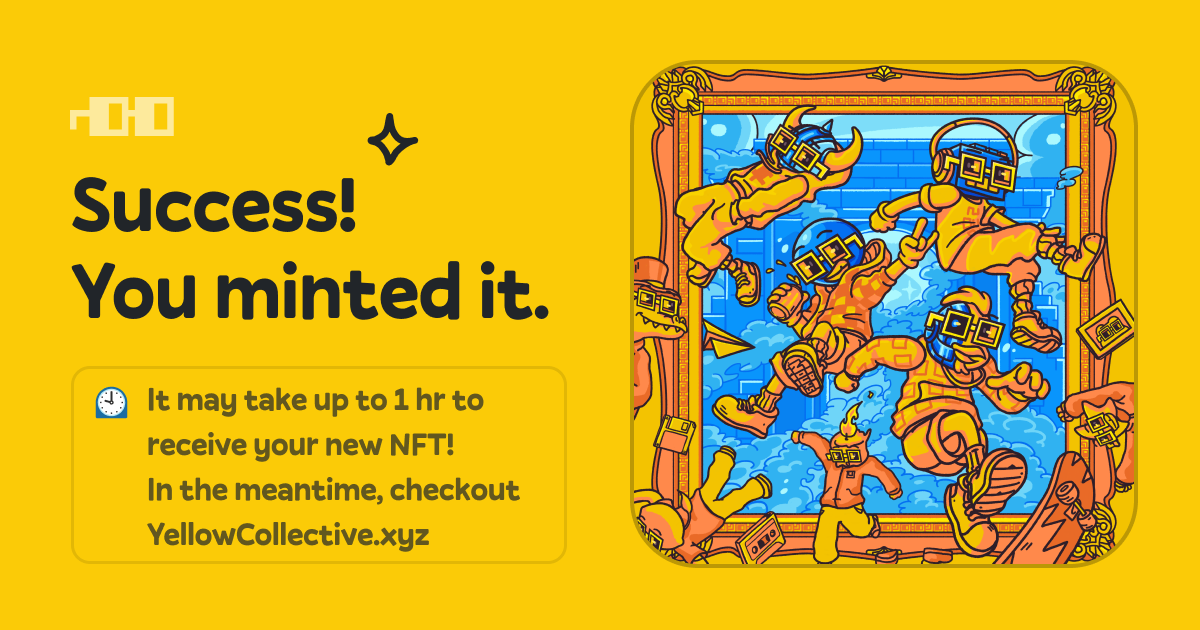 Success!
You minted it.
It may take up to 1 hr to
receive your new NFT!
In the meantime, checkout
YellowCollective.xyz